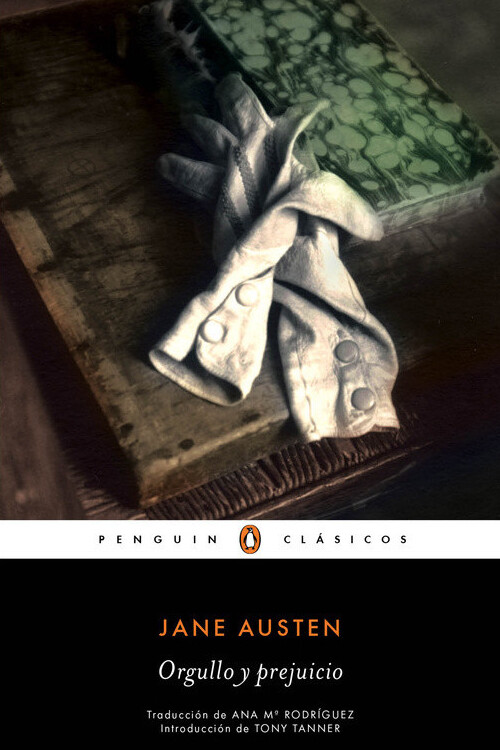 PENGUIN CLÁSICOS
JANE AUSTEN
Orgullo y prejuicio
Traducción de ANA Mª RODRÍGUEZ
Introducción de TONY TANNER